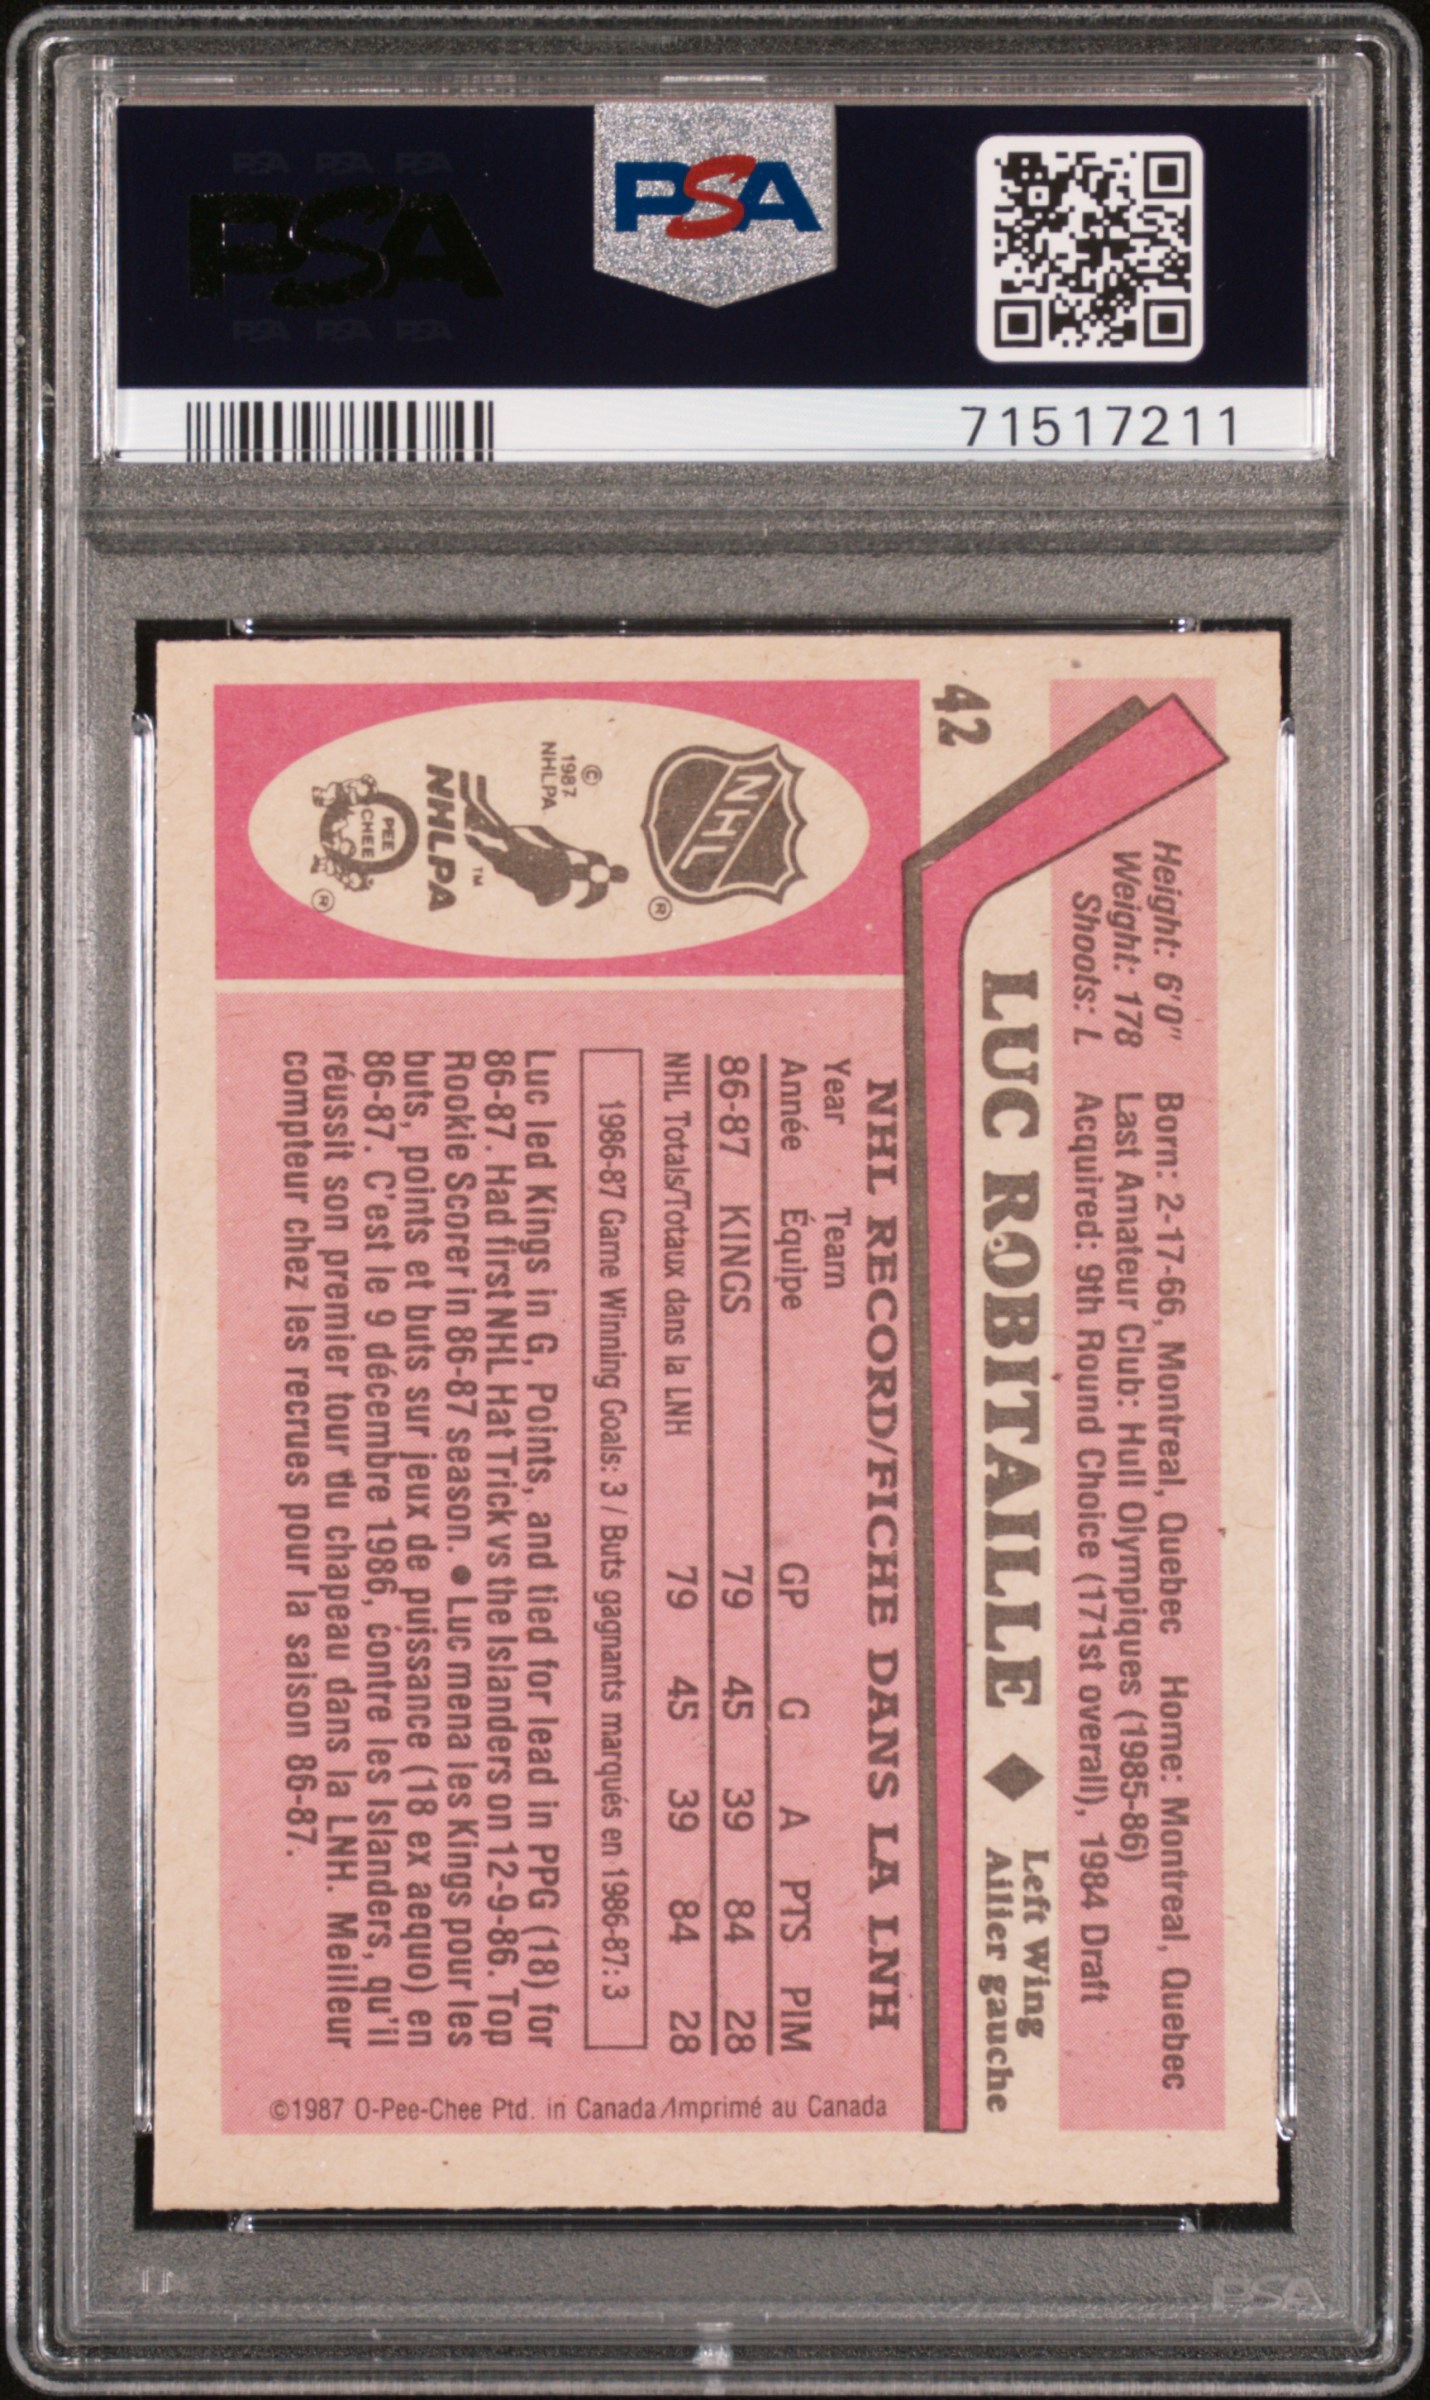 PSA PSA PSA
PSA
PSA PSA PSA
PSA
71517211
42
Height: 6'0" Born: 2-17-66, Montreal, Quebec Home: Montreal, Quebec
Weight: 178 Last Amateur Club: Hull Olympiques (1985-86)
Shoots: L Acquired: 9th Round Choice (171st overall), 1984 Draft
LUC ROBITAILLE ◆ Left Wing
Ailier gauche
NHL
®
© 1987 NHLPA
NHLPA
™
PEE
CHEE
®
NHL RECORD/FICHE DANS LA LNH
Year Team
Année Équipe GP G A PTS PIM
86-87 KINGS 79 45 39 84 28
NHL Totals/Totaux dans la LNH 79 45 39 84 28
1986-87 Game Winning Goals: 3 / Buts gagnants marqués en 1986-87: 3
Luc led Kings in G, Points, and tied for lead in PPG (18) for
86-87. Had first NHL Hat Trick vs the Islanders on 12-9-86. Top
Rookie Scorer in 86-87 season. ● Luc mena les Kings pour les
buts, points et buts sur jeux de puissance (18 ex aequo) en
86-87. C'est le 9 décembre 1986, contre les Islanders, qu'il
réussit son premier tour du chapeau dans la LNH. Meilleur
compteur chez les recrues pour la saison 86-87.
©1987 O-Pee-Chee Ptd. in Canada/Imprimé au Canada
PSA